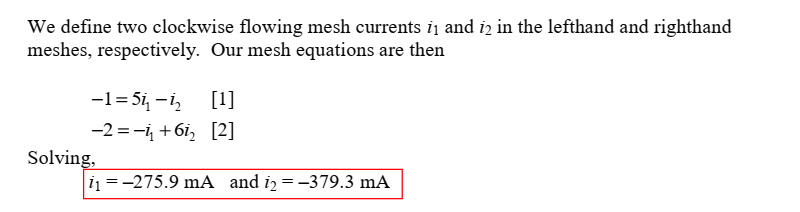 We define two clockwise flowing mesh currents i₁ and i₂ in the lefthand and righthand
meshes, respectively. Our mesh equations are then
−1 = 5i₁ − i₂ [1]
−2 = −i₁ + 6i₂ [2]
Solving,
i₁ = –275.9 mA and i₂ = –379.3 mA